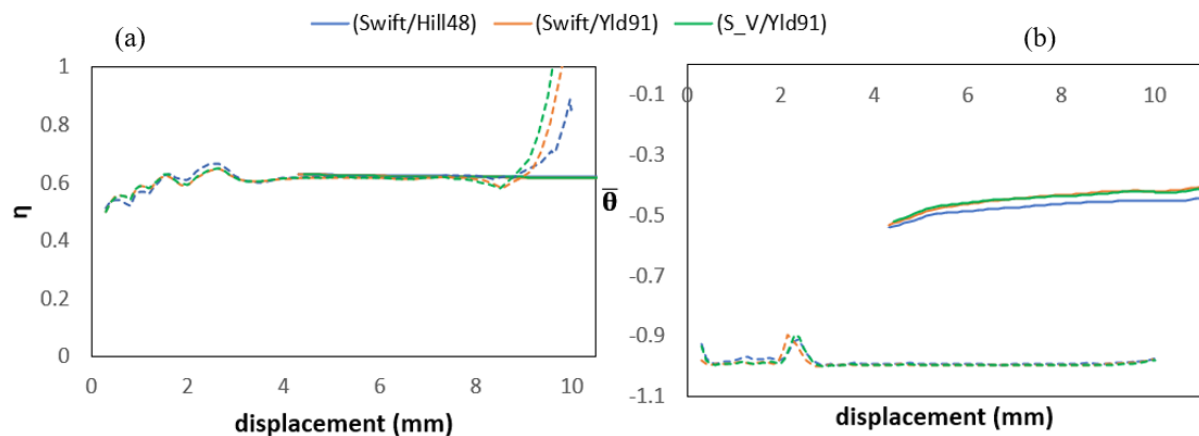 (Swift/Hill48) (Swift/Yld91) (S_V/Yld91)
(a) (b)
1
0.8
0.6
0.4
0.2
0
η
0 2 4 6 8 10
displacement (mm)
0 2 4 6 8 10
-0.1
-0.3
-0.5
-0.7
-0.9
-1.1
θ̅
displacement (mm)